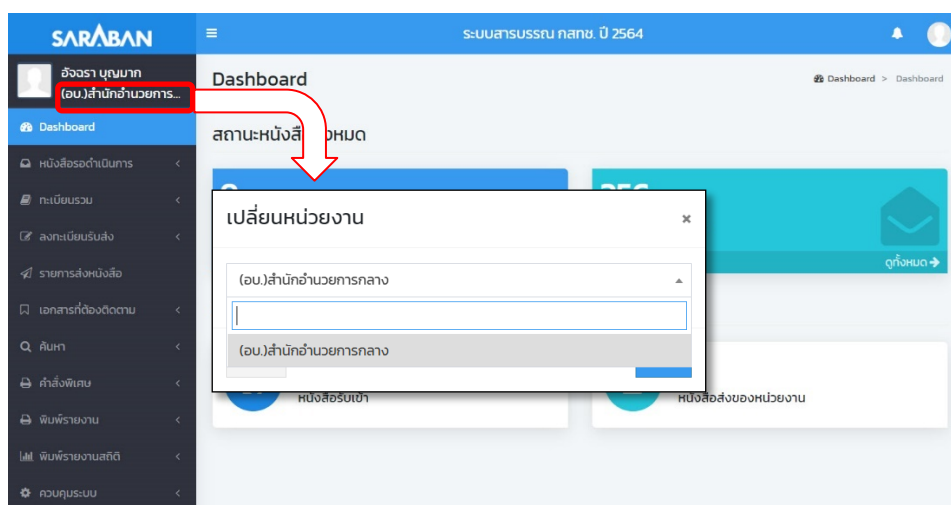 SARABAN
ระบบสารบรรณ กสทช. ปี 2564
อัจฉรา บุญมาก
(อบ.)สำนักอำนวยการ...
Dashboard
Dashboard > Dashboard
Dashboard
สถานะหนังสือ
หมด
หนังสือรอดำเนินการ
ทะเบียนรวม
ลงทะเบียนรับส่ง
รายการส่งหนังสือ
เอกสารที่ต้องติดตาม
ค้นหา
คำสั่งพิเศษ
พิมพ์รายงาน
พิมพ์รายงานสถิติ
ควบคุมระบบ
เปลี่ยนหน่วยงาน
ดูทั้งหมด
(อบ.)สำนักอำนวยการกลาง
(อบ.)สำนักอำนวยการกลาง
หนังสือรับเข้า
หนังสือส่งของหน่วยงาน